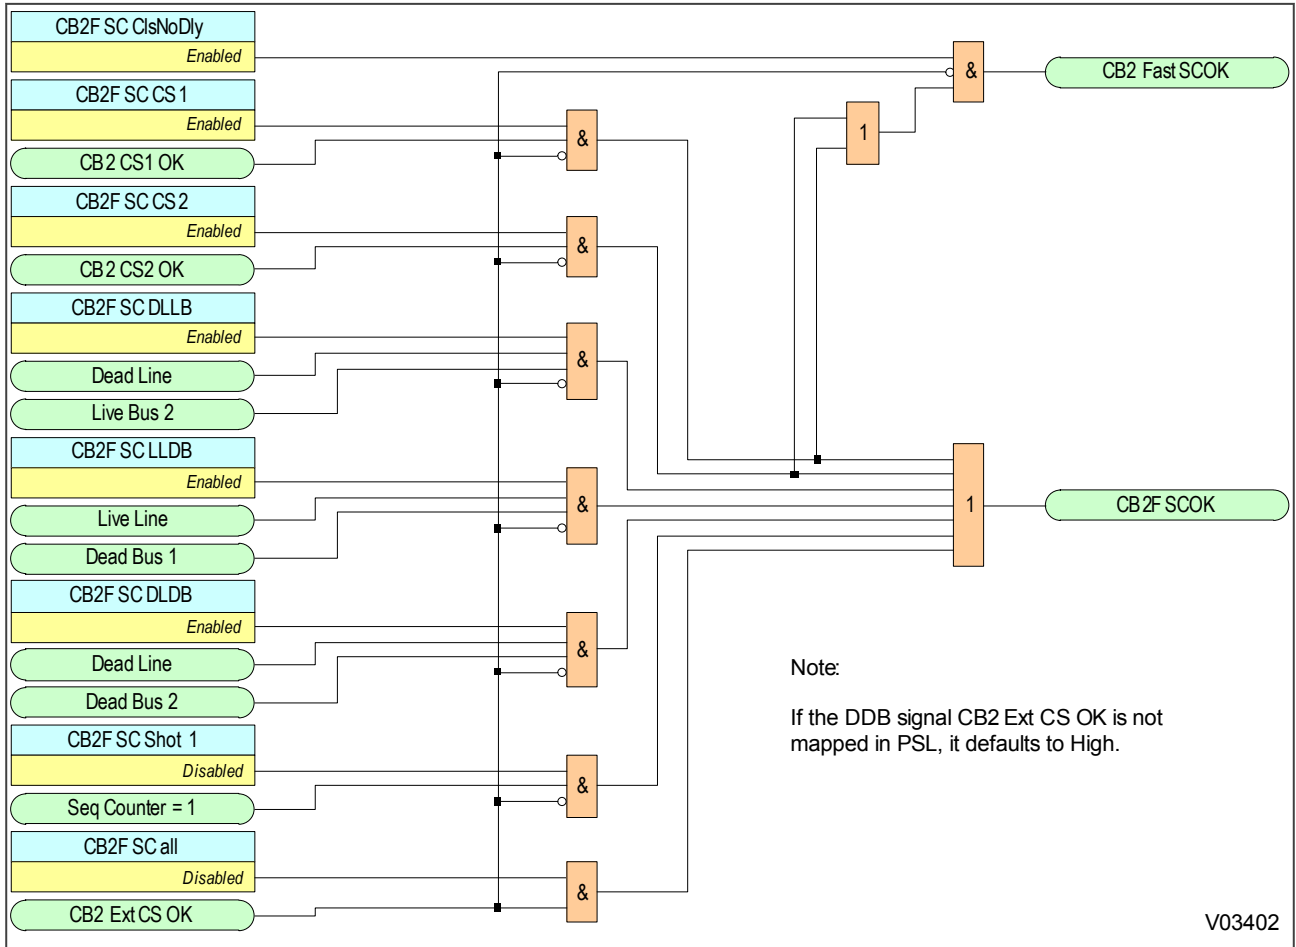 CB2F SC ClsNoDly
Enabled
CB2F SC CS 1
Enabled
CB2 CS1 OK
CB2F SC CS2
Enabled
CB2 CS2 OK
CB2F SC DLLB
Enabled
Dead Line
Live Bus 2
CB2F SC LLDB
Enabled
Live Line
Dead Bus 1
CB2F SC DLDB
Enabled
Dead Line
Dead Bus 2
CB2F SC Shot 1
Disabled
Seq Counter = 1
CB2F SC all
Disabled
CB2 Ext CS OK
&
&
&
&
&
&
&
1
&
CB2 Fast SCOK
1
CB2F SCOK
Note:
If the DDB signal CB2 Ext CS OK is not
mapped in PSL, it defaults to High.
V03402